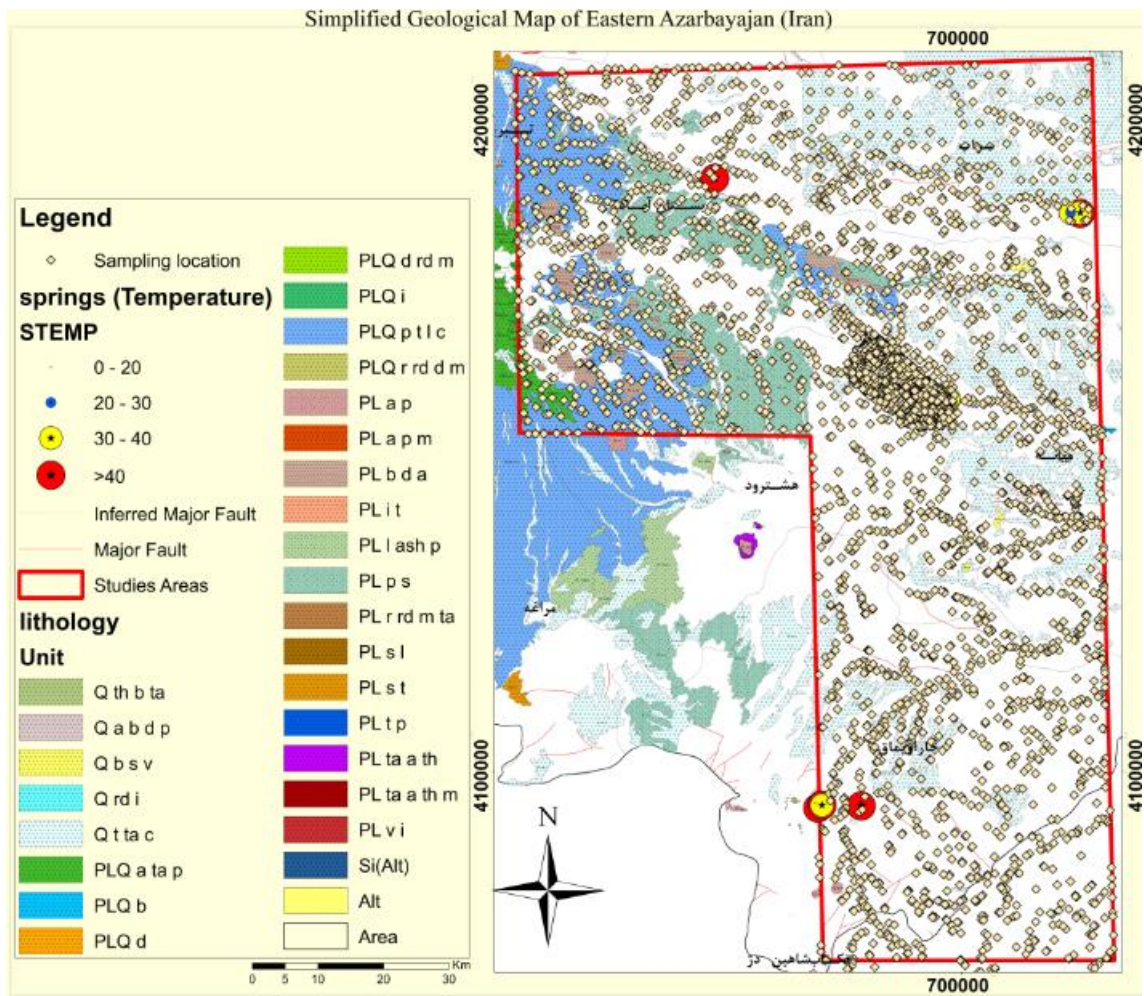 Simplified Geological Map of Eastern Azarbayajan (Iran)
700000
4200000
4200000
سراب
هشترود
میانه
مراغه
چاراویماق
4100000
4100000
N
700000
Legend
Sampling location
springs (Temperature)
STEMP
0 - 20
20 - 30
30 - 40
>40
Inferred Major Fault
Major Fault
Studies Areas
lithology
Unit
Q th b ta
Q a b d p
Q b s v
Q rd i
Q t ta c
PLQ a ta p
PLQ b
PLQ d
PLQ d rd m
PLQ i
PLQ p t l c
PLQ r rd d m
PL a p
PL a p m
PL b d a
PL i t
PL l ash p
PL p s
PL r rd m ta
PL s l
PL s t
PL t p
PL ta a th
PL ta a th m
PL v i
Si(Alt)
Alt
Area
Km
0 5 10 20 30